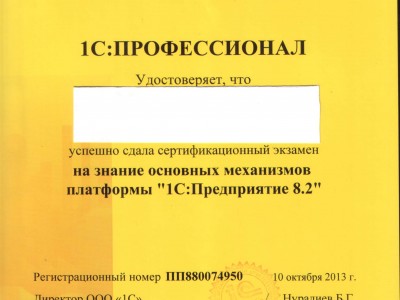 1С:ПРОФЕССИОНАЛ
Удостоверяет, что
успешно сдала сертификационный экзамен
на знание основных механизмов
платформы "1С:Предприятие 8.2"
Регистрационный номер ПП880074950 10 октября 2013 г.
Директор ООО «1С» / Нуралиев Б.Г.